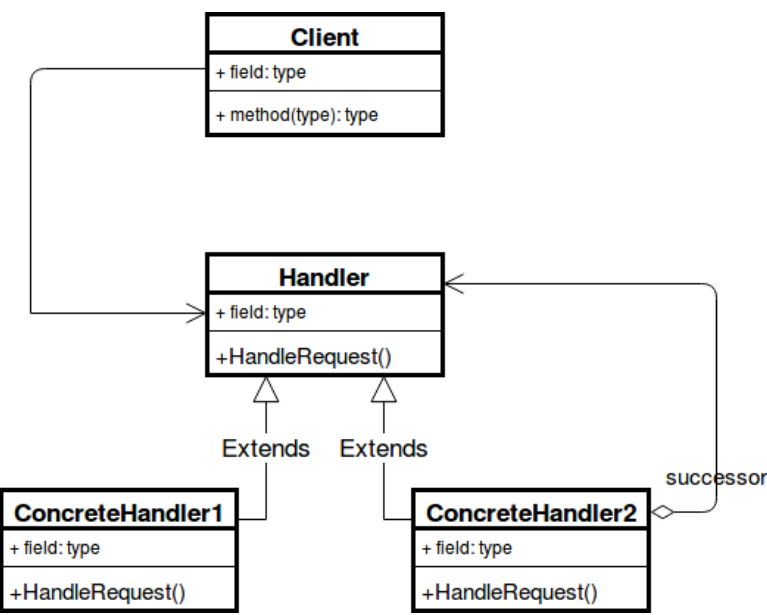 Client
+ field: type
+ method(type): type
Handler
+ field: type
+HandleRequest()
Extends
Extends
successor
ConcreteHandler1
+ field: type
+HandleRequest()
ConcreteHandler2
+ field: type
+HandleRequest()